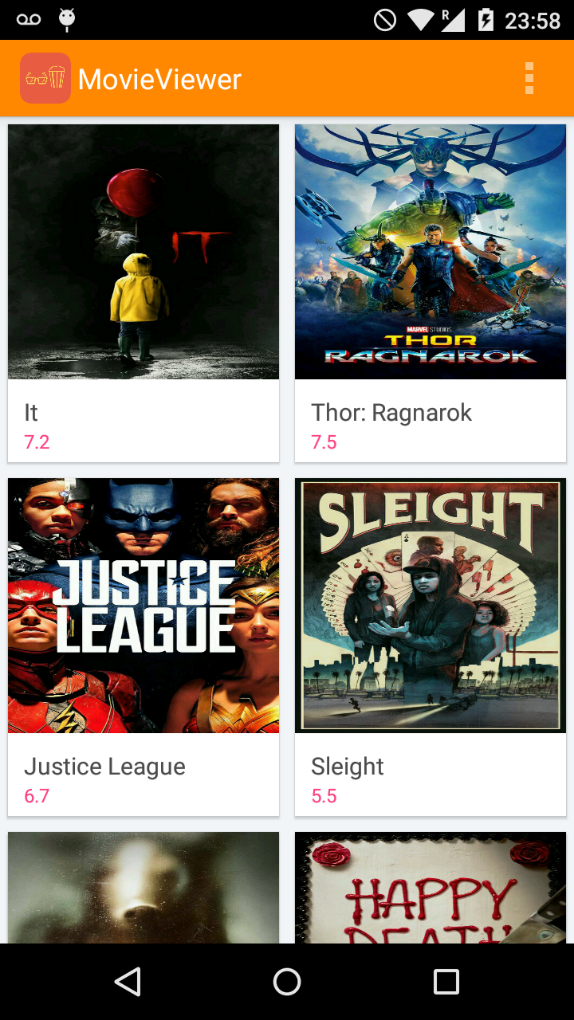 R
23:58
MovieViewer
IT
MARVEL STUDIOS
THOR
RAGNAROK
It
7.2
Thor: Ragnarok
7.5
JUSTICE
LEAGUE
SLEIGHT
Justice League
6.7
Sleight
5.5
HAPPY
DEATH